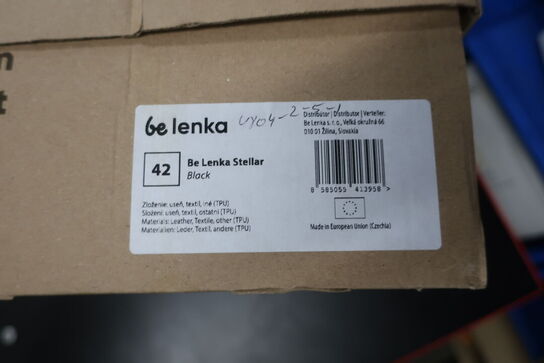 n
t
be lenka
Distribútor | Distributor | Verteiler:
Be Lenka s. r. o., Veľká okružná 66
010 01 Žilina, Slovakia
42
Be Lenka Stellar
Black
8 585055 413958 >
Zloženie: useň, textil, iné (TPU)
Složení: useň, textil, ostatní (TPU)
Materials: Leather, Textile, other (TPU)
Materialien: Leder, Textil, andere (TPU)
Made in European Union (Czechia)